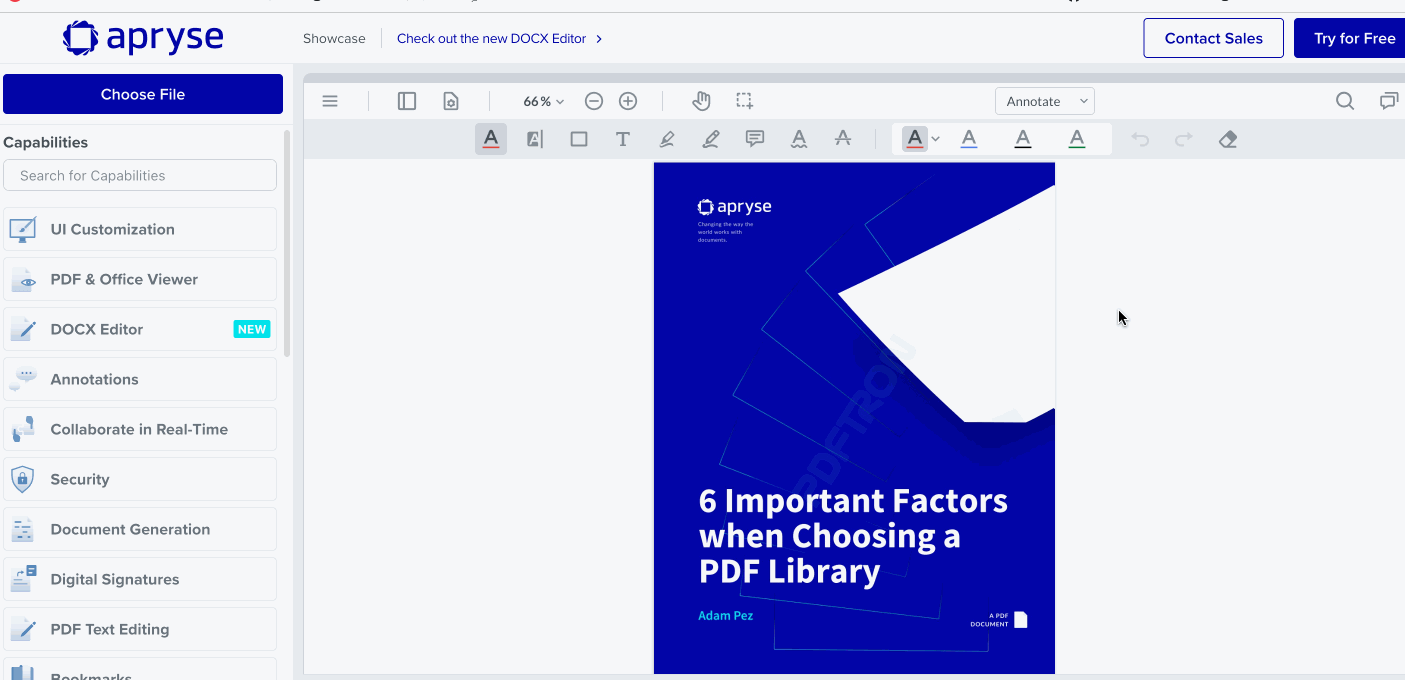 apryse
Showcase
Check out the new DOCX Editor
Contact Sales
Try for Free
Choose File
Capabilities
Search for Capabilities
UI Customization
PDF & Office Viewer
DOCX Editor NEW
Annotations
Collaborate in Real-Time
Security
Document Generation
Digital Signatures
PDF Text Editing
Bookmarks
66%
Annotate
apryse
Changing the way the
world works with
documents.
PDFTRON
6 Important Factors
when Choosing a
PDF Library
Adam Pez
A PDF
DOCUMENT